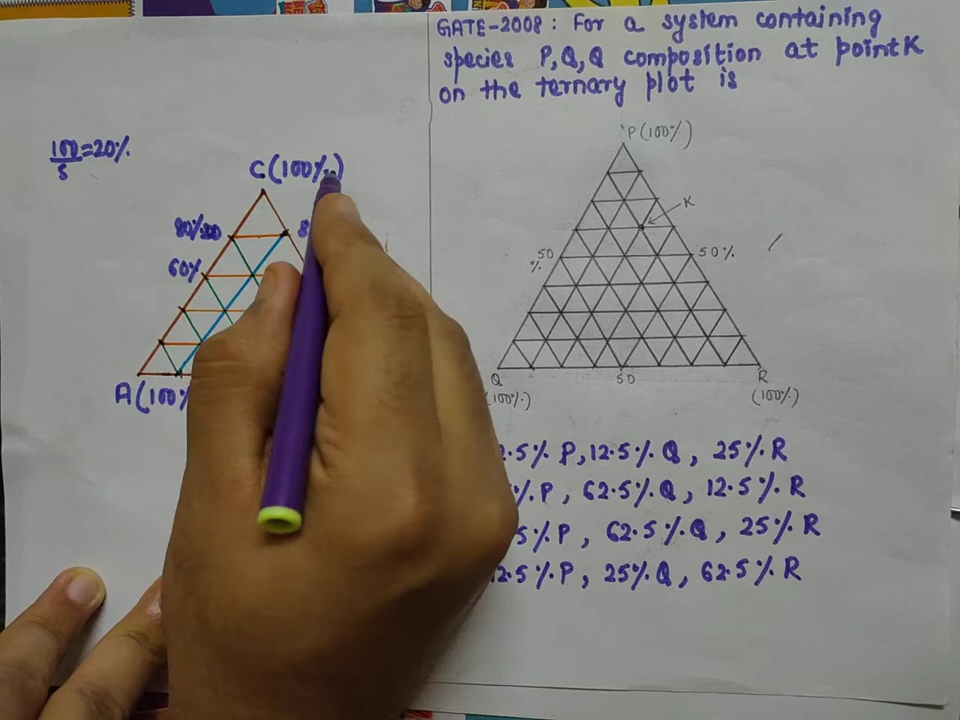 GATE-2008: For a system containing
species P,Q,Q composition at point K
on the ternary plot is
100/5=20%
C(100%)
80%
60%
A(100%
P(100%)
K
50
%
50%
Q
(100%)
50
R
(100%)
2.5% P,12.5% Q, 25% R
%P, 62.5% Q, 12.5% R
5%P, 62.5% Q, 25% R
2.5%P, 25% Q, 62.5% R